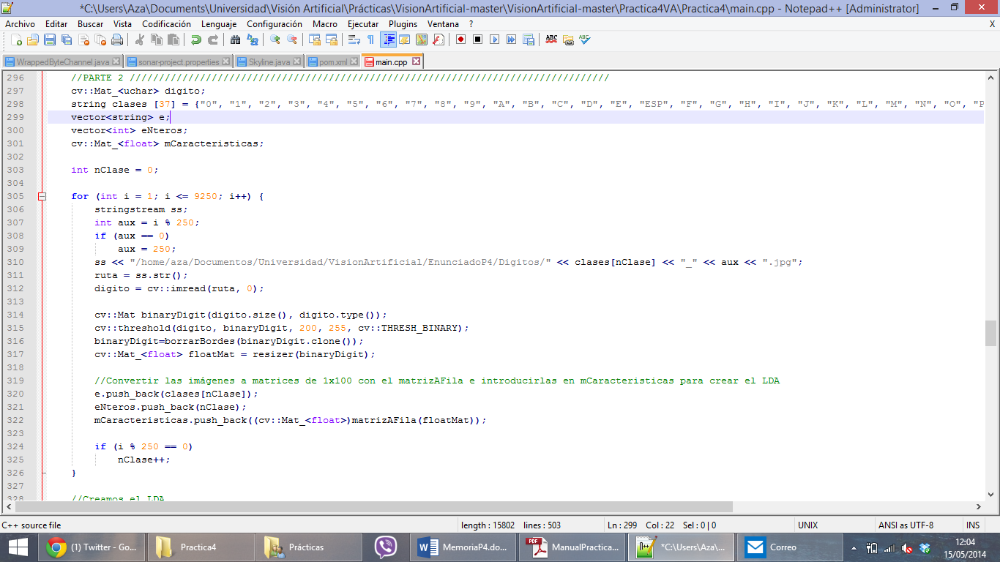 *C:\Users\Aza\Documents\Universidad\Visión Artificial\Prácticas\VisionArtificial-master\VisionArtificial-master\Practica4VA\Practica4\main.cpp - Notepad++ [Administrator]
Archivo Editar Buscar Vista Codificación Lenguaje Configuración Macro Ejecutar Plugins Ventana ? X
WrappedByteChannel.java sonar-project.properties Skyline.java pom.xml main.cpp
296 //PARTE 2 //////////////////////////////////////////////////////////////////////////////////
297 cv::Mat_<uchar> digito;
298 string clases [37] = {"0", "1", "2", "3", "4", "5", "6", "7", "8", "9", "A", "B", "C", "D", "E", "ESP", "F", "G", "H", "I", "J", "K", "L", "M", "N", "O", "P
299 vector<string> e;
300 vector<int> eNteros;
301 cv::Mat_<float> mCaracteristicas;
302
303 int nClase = 0;
304
305 for (int i = 1; i <= 9250; i++) {
306 stringstream ss;
307 int aux = i % 250;
308 if (aux == 0)
309 aux = 250;
310 ss << "/home/aza/Documentos/Universidad/VisionArtificial/EnunciadoP4/Digitos/" << clases[nClase] << "_" << aux << ".jpg";
311 ruta = ss.str();
312 digito = cv::imread(ruta, 0);
313
314 cv::Mat binaryDigit(digito.size(), digito.type());
315 cv::threshold(digito, binaryDigit, 200, 255, cv::THRESH_BINARY);
316 binaryDigit=borrarBordes(binaryDigit.clone());
317 cv::Mat_<float> floatMat = resizer(binaryDigit);
318
319 //Convertir las imágenes a matrices de 1x100 con el matrizAFila e introducirlas en mCaracteristicas para crear el LDA
320 e.push_back(clases[nClase]);
321 eNteros.push_back(nClase);
322 mCaracteristicas.push_back((cv::Mat_<float>)matrizAFila(floatMat));
323
324 if (i % 250 == 0)
325 nClase++;
326 }
327
328 //Creamos el LDA
C++ source file length : 15802 lines : 503 Ln : 299 Col : 22 Sel : 0 | 0 UNIX ANSI as UTF-8 INS
(1) Twitter - Go... Practica4 Prácticas MemoriaP4.do... ManualPractica... *C:\Users\Aza\... Correo 12:04
15/05/2014